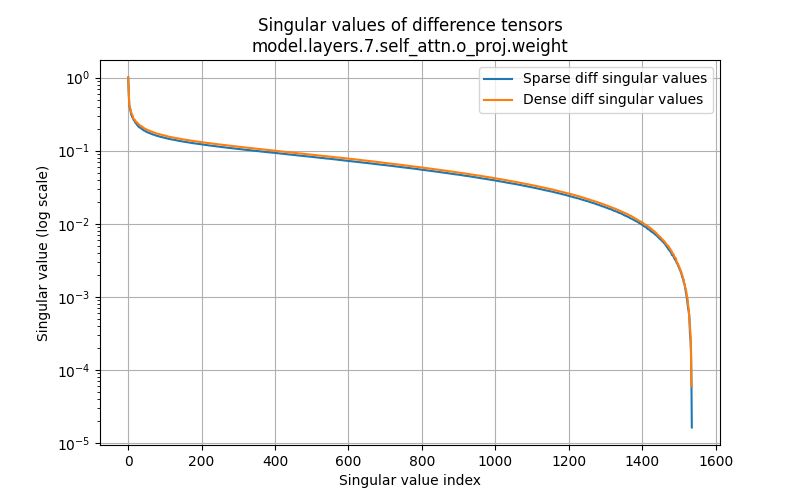 Singular values of difference tensors
model.layers.7.self_attn.o_proj.weight
Sparse diff singular values
Dense diff singular values
Singular value (log scale)
10⁰
10⁻¹
10⁻²
10⁻³
10⁻⁴
10⁻⁵
0 200 400 600 800 1000 1200 1400 1600
Singular value index